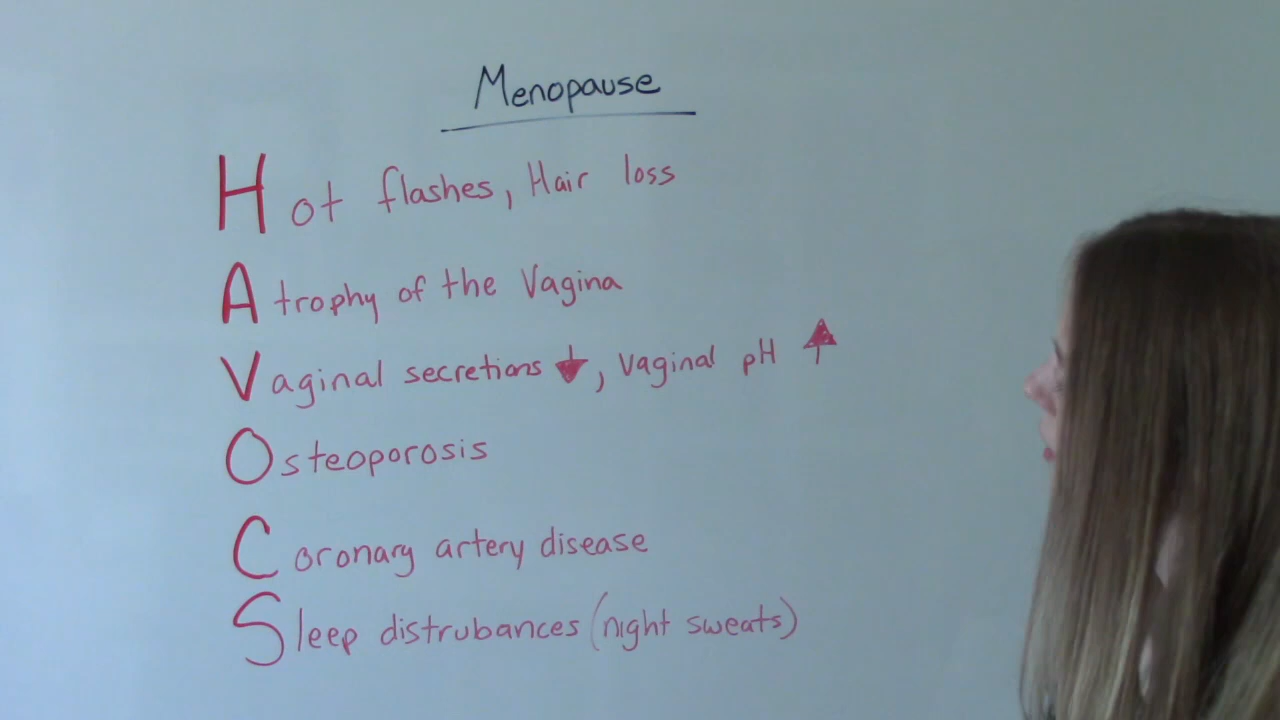 Menopause
Hot flashes, Hair loss
Atrophy of the Vagina
Vaginal secretions ↓, vaginal pH ↑
Osteoporosis
Coronary artery disease
Sleep distrubances (night sweats)